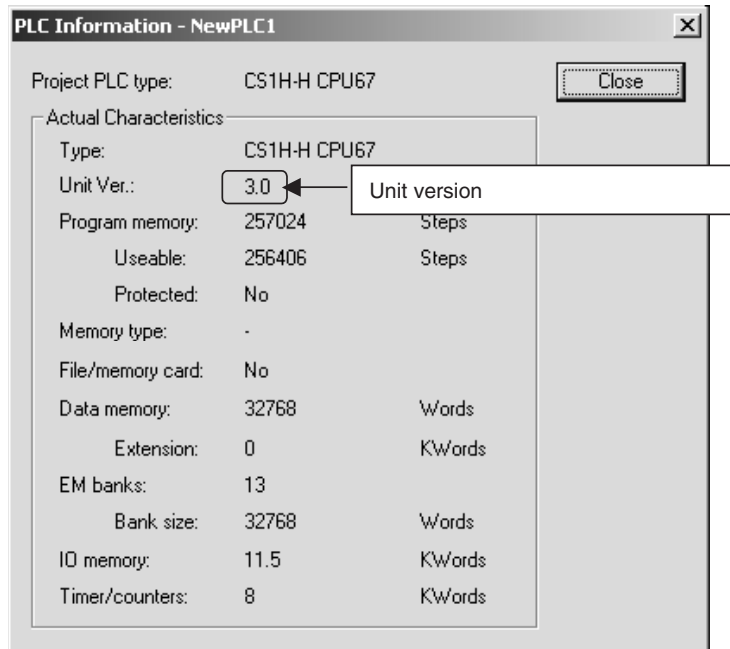 PLC Information - NewPLC1
Project PLC type: CS1H-H CPU67 Close
Actual Characteristics
Type: CS1H-H CPU67
Unit Ver.: 3.0 Unit version
Program memory: 257024 Steps
Useable: 256406 Steps
Protected: No
Memory type: -
File/memory card: No
Data memory: 32768 Words
Extension: 0 KWords
EM banks: 13
Bank size: 32768 Words
IO memory: 11.5 KWords
Timer/counters: 8 KWords